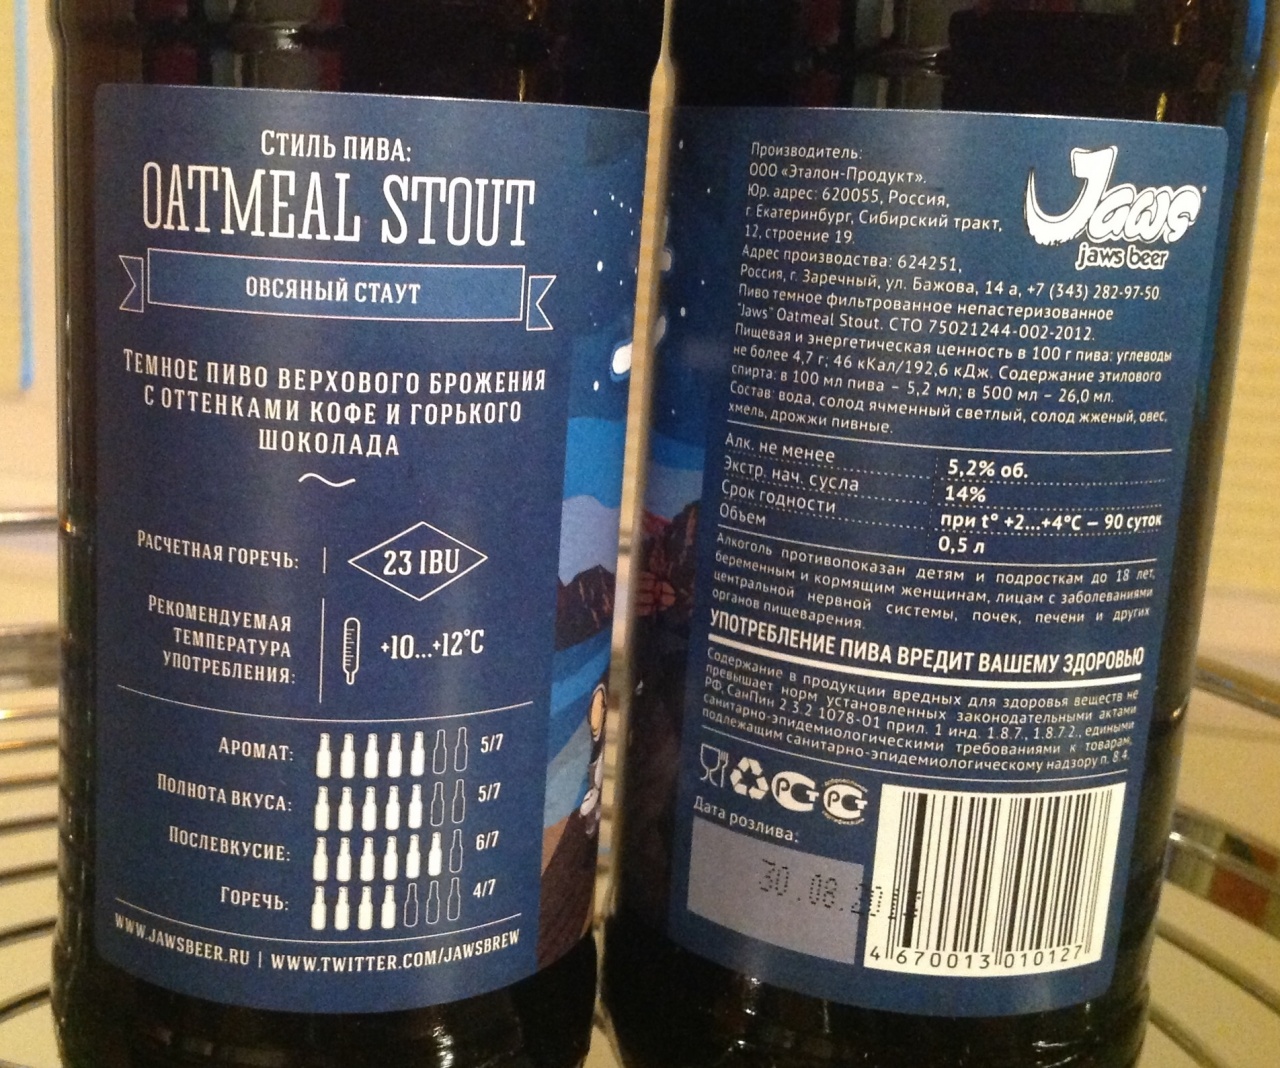 Стиль пива:
OATMEAL STOUT
ОВСЯНЫЙ СТАУТ
ТЕМНОЕ ПИВО ВЕРХОВОГО БРОЖЕНИЯ
С ОТТЕНКАМИ КОФЕ И ГОРЬКОГО
ШОКОЛАДА
РАСЧЕТНАЯ ГОРЕЧЬ:
23 IBU
РЕКОМЕНДУЕМАЯ
ТЕМПЕРАТУРА
УПОТРЕБЛЕНИЯ:
+10...+12°C
АРОМАТ: 5/7
ПОЛНОТА ВКУСА: 5/7
ПОСЛЕВКУСИЕ: 6/7
ГОРЕЧЬ: 4/7
WWW.JAWSBEER.RU | WWW.TWITTER.COM/JAWSBREW
Jaws
jaws beer
Производитель:
ООО «Эталон-Продукт».
Юр. адрес: 620055, Россия,
г. Екатеринбург, Сибирский тракт,
12, строение 19.
Адрес производства: 624251,
Россия, г. Заречный, ул. Бажова, 14 а, +7 (343) 282-97-50
Пиво темное фильтрованное непастеризованное
"Jaws" Oatmeal Stout. СТО 75021244-002-2012.
Пищевая и энергетическая ценность в 100 г пива: углеводы
не более 4,7 г; 46 кКал/192,6 кДж. Содержание этилового
спирта: в 100 мл пива – 5,2 мл; в 500 мл – 26,0 мл.
Состав: вода, солод ячменный светлый, солод жженый, овес,
хмель, дрожжи пивные.
Алк. не менее 5,2% об.
Экстр. нач. сусла 14%
Срок годности при t° +2...+4°C – 90 суток
Объем 0,5 л
Алкоголь противопоказан детям и подросткам до 18 лет,
беременным и кормящим женщинам, лицам с заболеваниями
центральной нервной системы, почек, печени и других
органов пищеварения.
УПОТРЕБЛЕНИЕ ПИВА ВРЕДИТ ВАШЕМУ ЗДОРОВЬЮ
Содержание в продукции вредных для здоровья веществ не
превышает норм установленных законодательными актами
РФ, СанПин 2.3.2 1078-01 прил. 1 инд. 1.8.7, 1.8.7.2, едиными
санитарно-эпидемиологическими требованиями к товарам,
подлежащим санитарно-эпидемиологическому надзору п. 8.4.
РСТ
РСТ
Дата розлива:
30.08.
4 670013 010127